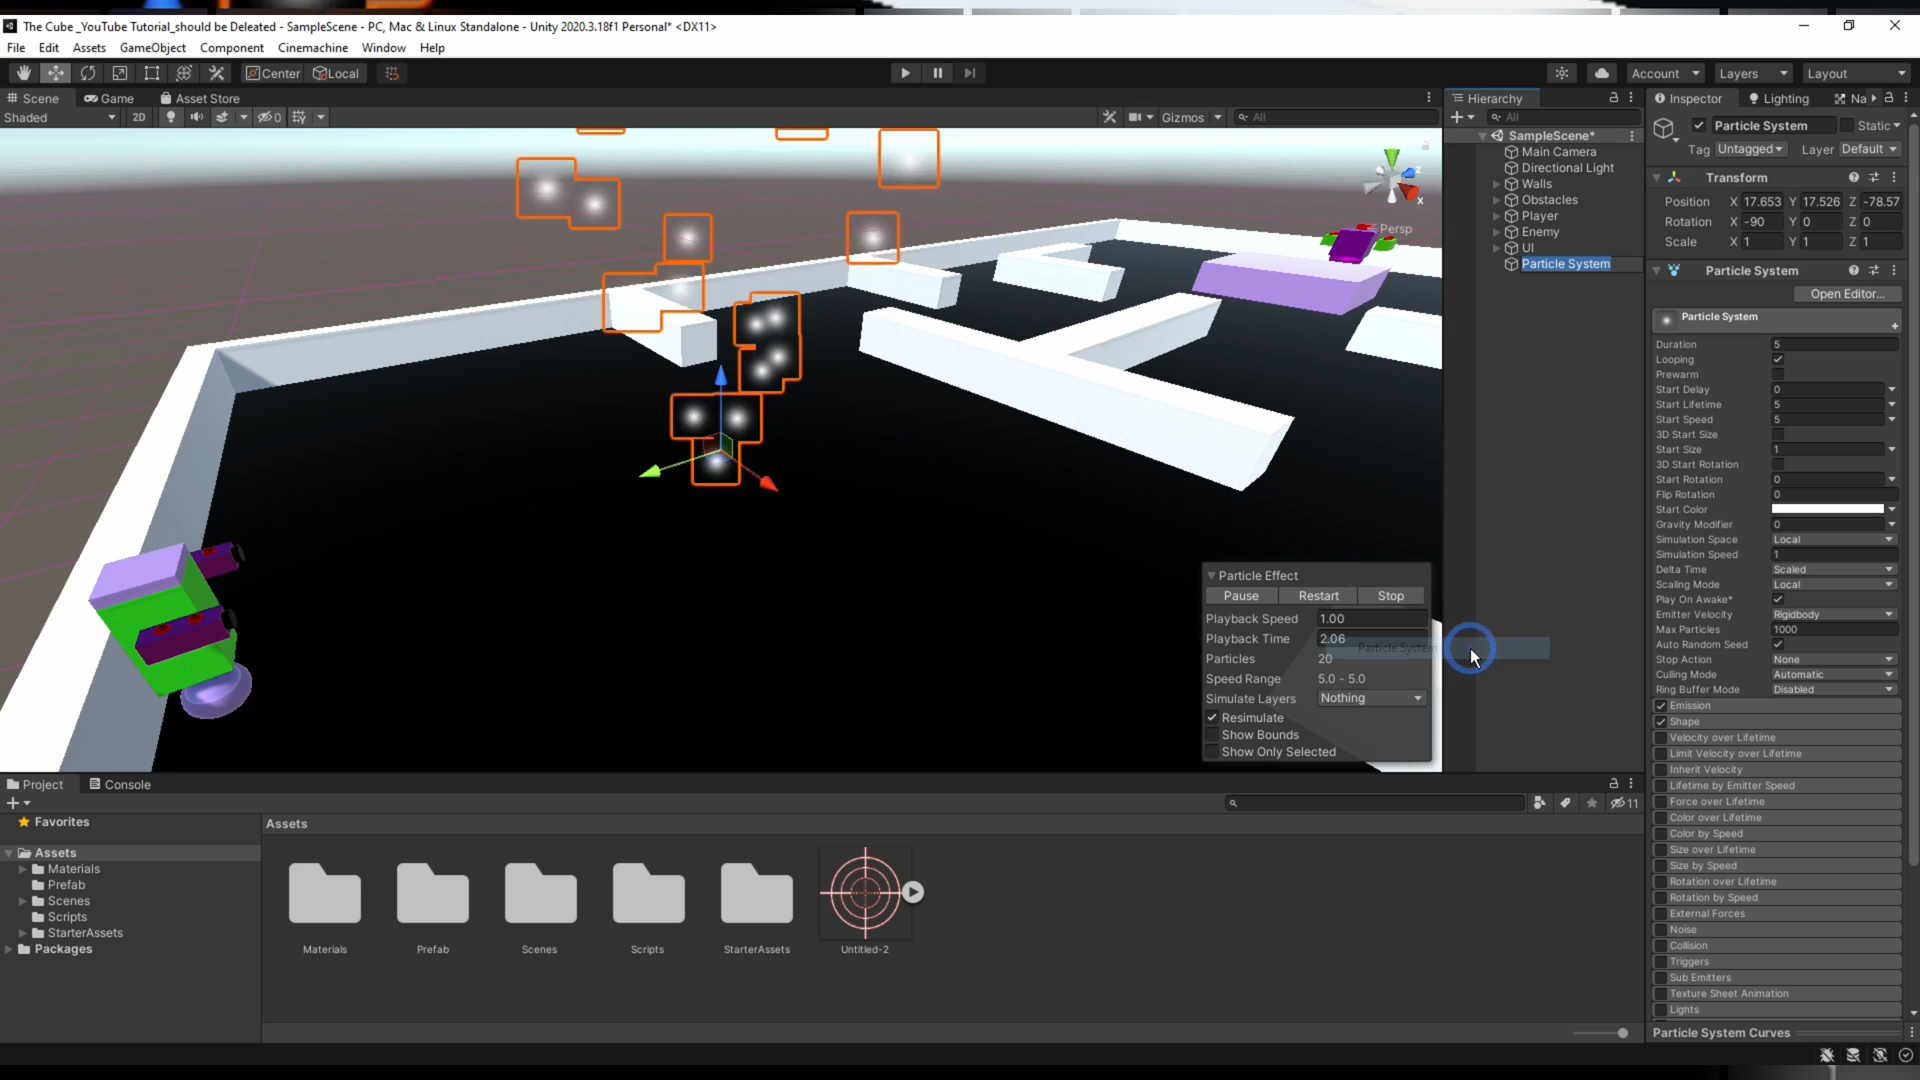 The Cube _YouTube Tutorial_should be Deleated - SampleScene - PC, Mac & Linux Standalone - Unity 2020.3.18f1 Personal* <DX11>
File Edit Assets GameObject Component Cinemachine Window Help
Center Local Account Layers Layout
Scene Game Asset Store
Shaded 2D 0 Gizmos All
Persp
x
z
Particle Effect
Pause Restart Stop
Playback Speed 1.00
Playback Time 2.06
Particles 20
Speed Range 5.0 - 5.0
Simulate Layers Nothing
Resimulate
Show Bounds
Show Only Selected
Particle System
Hierarchy
All
SampleScene*
Main Camera
Directional Light
Walls
Obstacles
Player
Enemy
UI
Particle System
Inspector Lighting Na
Particle System Static
Tag Untagged Layer Default
Transform
Position X 17.653 Y 17.526 Z -78.57
Rotation X -90 Y 0 Z 0
Scale X 1 Y 1 Z 1
Particle System
Open Editor...
Particle System
Duration 5
Looping
Prewarm
Start Delay 0
Start Lifetime 5
Start Speed 5
3D Start Size
Start Size 1
3D Start Rotation
Start Rotation 0
Flip Rotation 0
Start Color
Gravity Modifier 0
Simulation Space Local
Simulation Speed 1
Delta Time Scaled
Scaling Mode Local
Play On Awake*
Emitter Velocity Rigidbody
Max Particles 1000
Auto Random Seed
Stop Action None
Culling Mode Automatic
Ring Buffer Mode Disabled
Emission
Shape
Velocity over Lifetime
Limit Velocity over Lifetime
Inherit Velocity
Lifetime by Emitter Speed
Force over Lifetime
Color over Lifetime
Color by Speed
Size over Lifetime
Size by Speed
Rotation over Lifetime
Rotation by Speed
External Forces
Noise
Collision
Triggers
Sub Emitters
Texture Sheet Animation
Lights
Particle System Curves
Project Console
11
Favorites
Assets
Materials
Prefab
Scenes
Scripts
StarterAssets
Packages
Assets
Materials Prefab Scenes Scripts StarterAssets Untitled-2